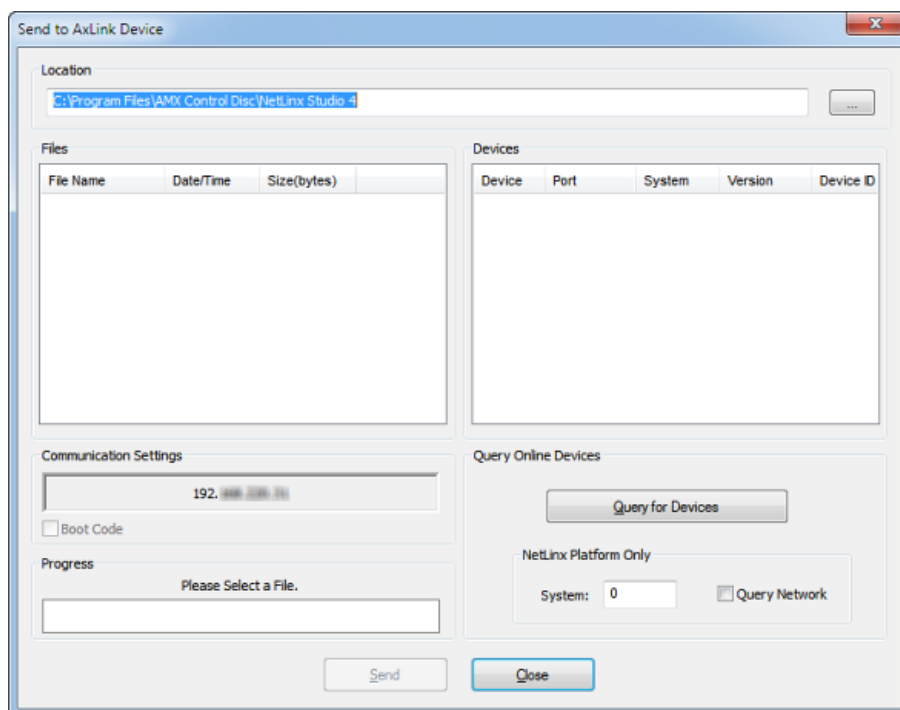 Send to AxLink Device
Location
C:\Program Files\AMX Control Disc\NetLinx Studio 4
...
Files
File Name Date/Time Size(bytes)
Devices
Device Port System Version Device ID
Communication Settings
192.
Boot Code
Progress
Please Select a File.
Query Online Devices
Query for Devices
NetLinx Platform Only
System: 0 Query Network
Send Close